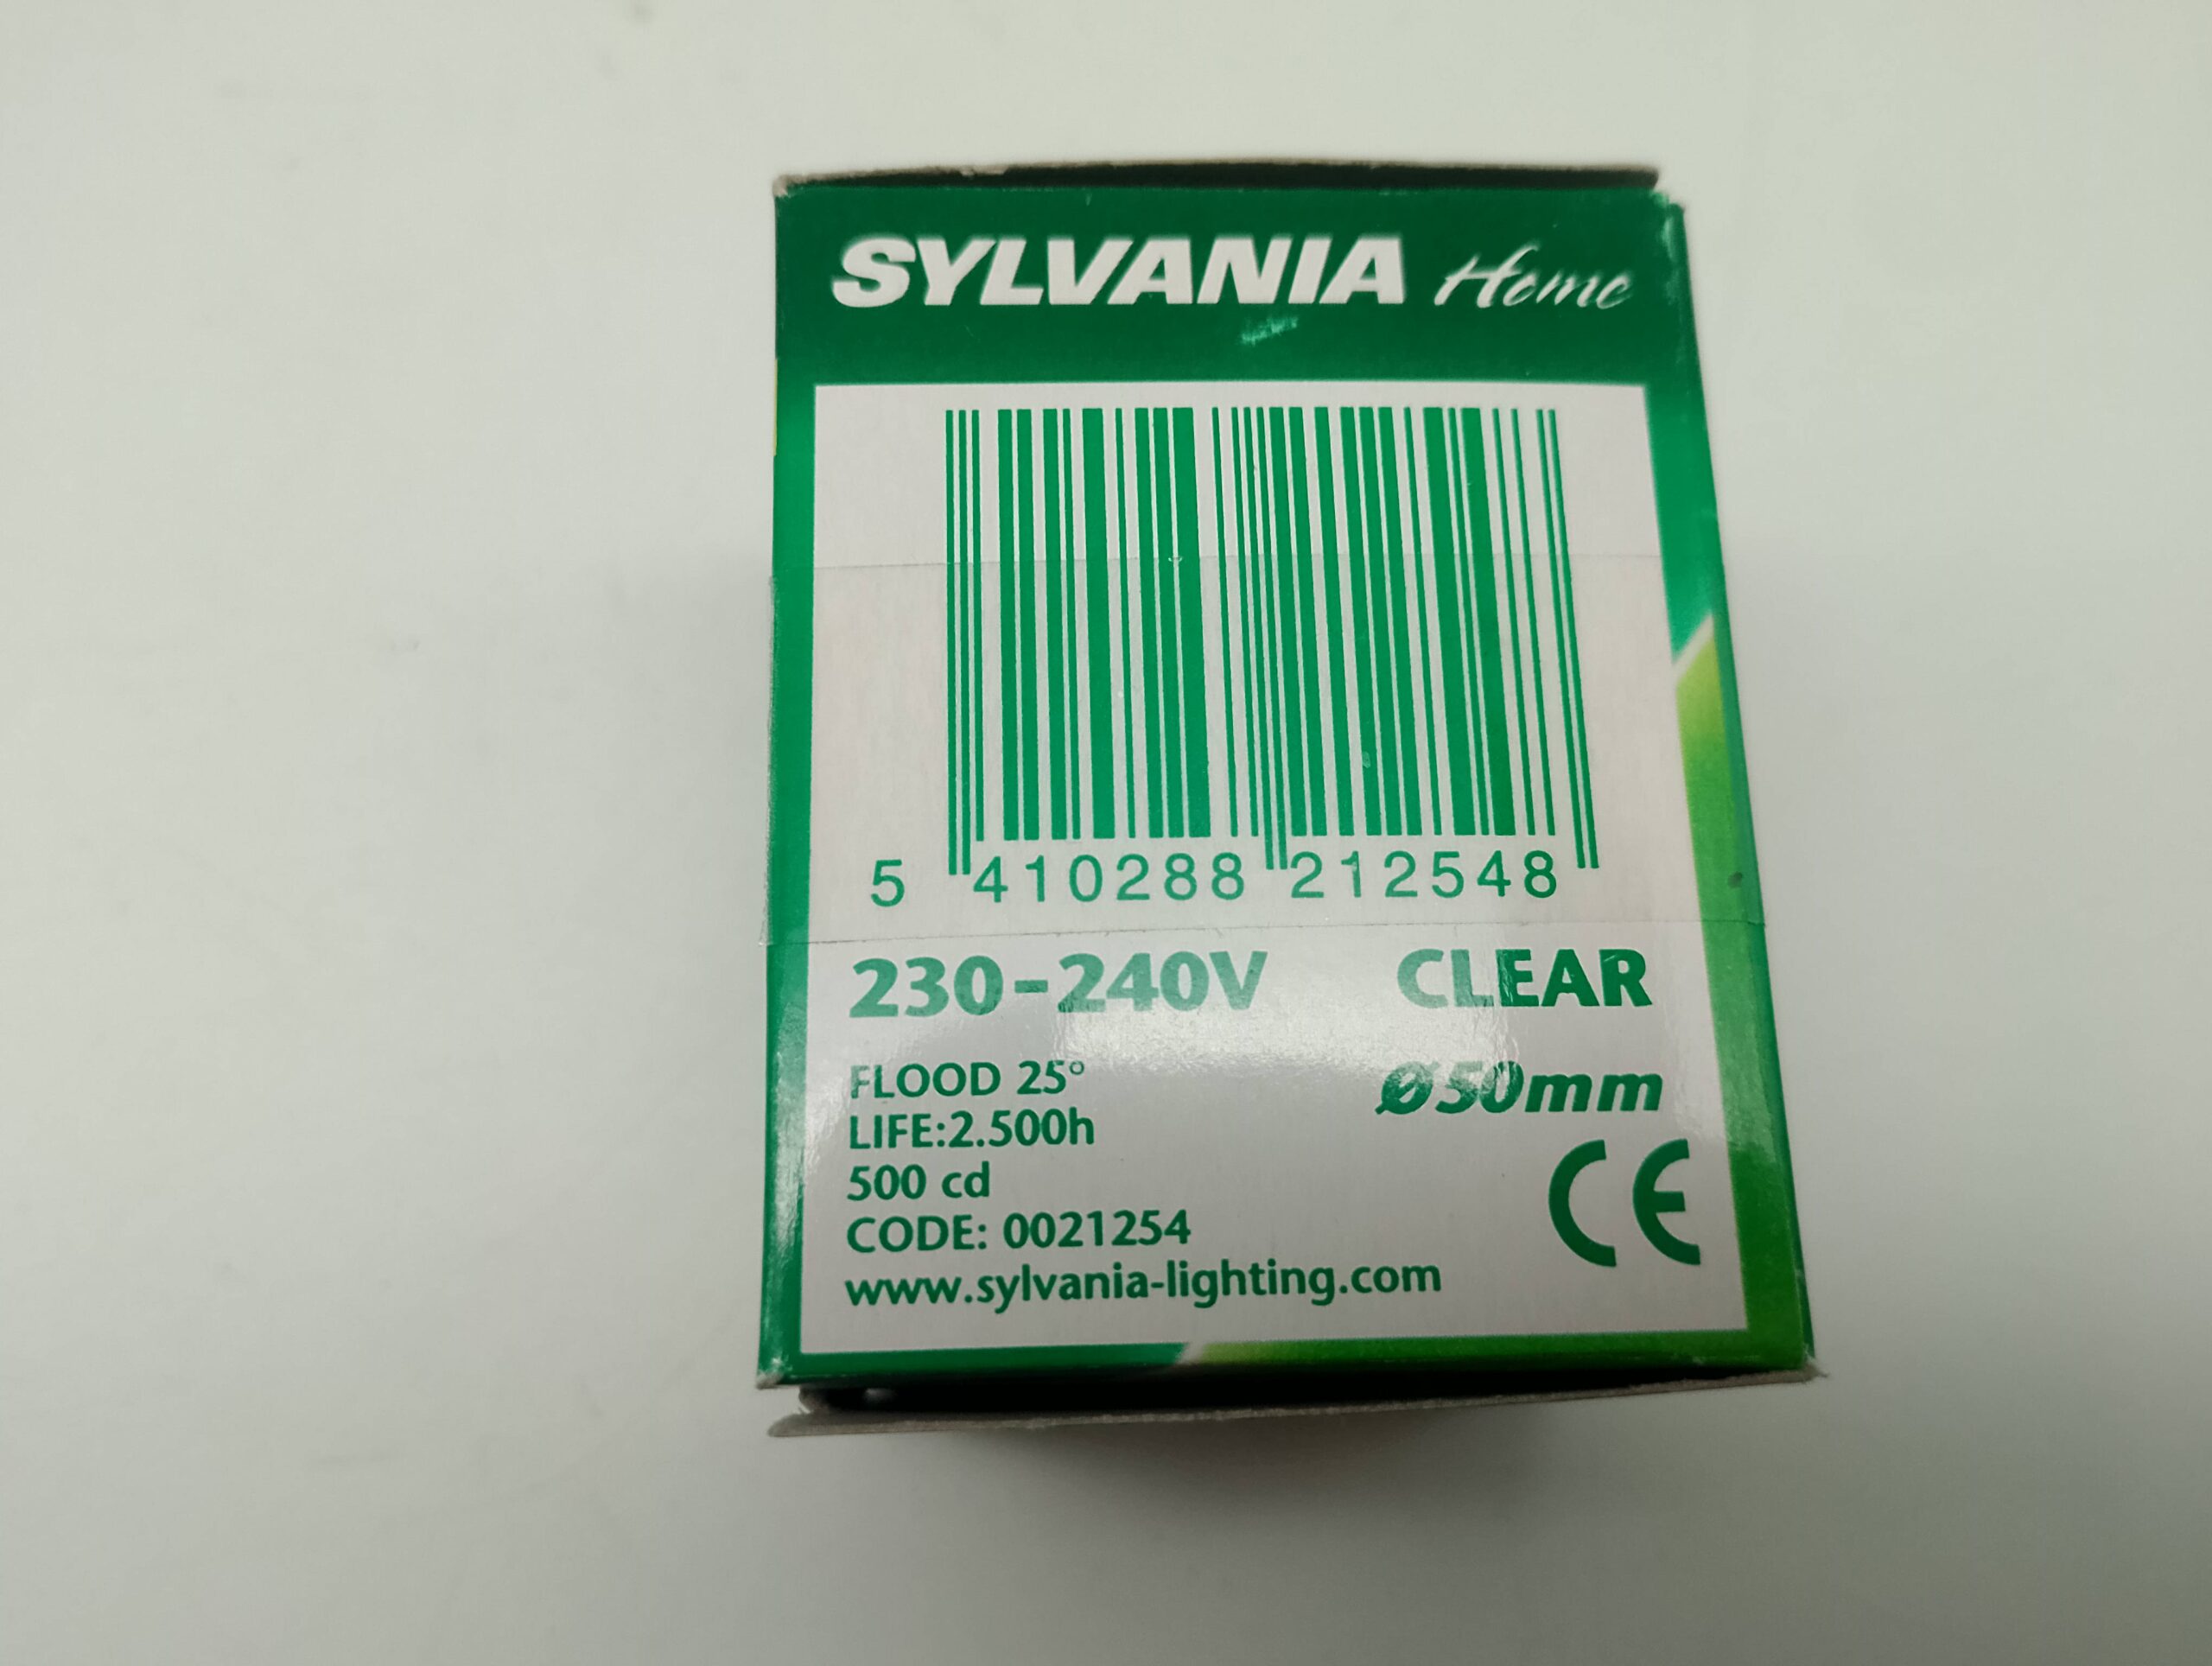 SYLVANIA Home
5 410288 212548
230-240V CLEAR
FLOOD 25°
Ø50mm
LIFE:2.500h
500 cd
CE
CODE: 0021254
www.sylvania-lighting.com